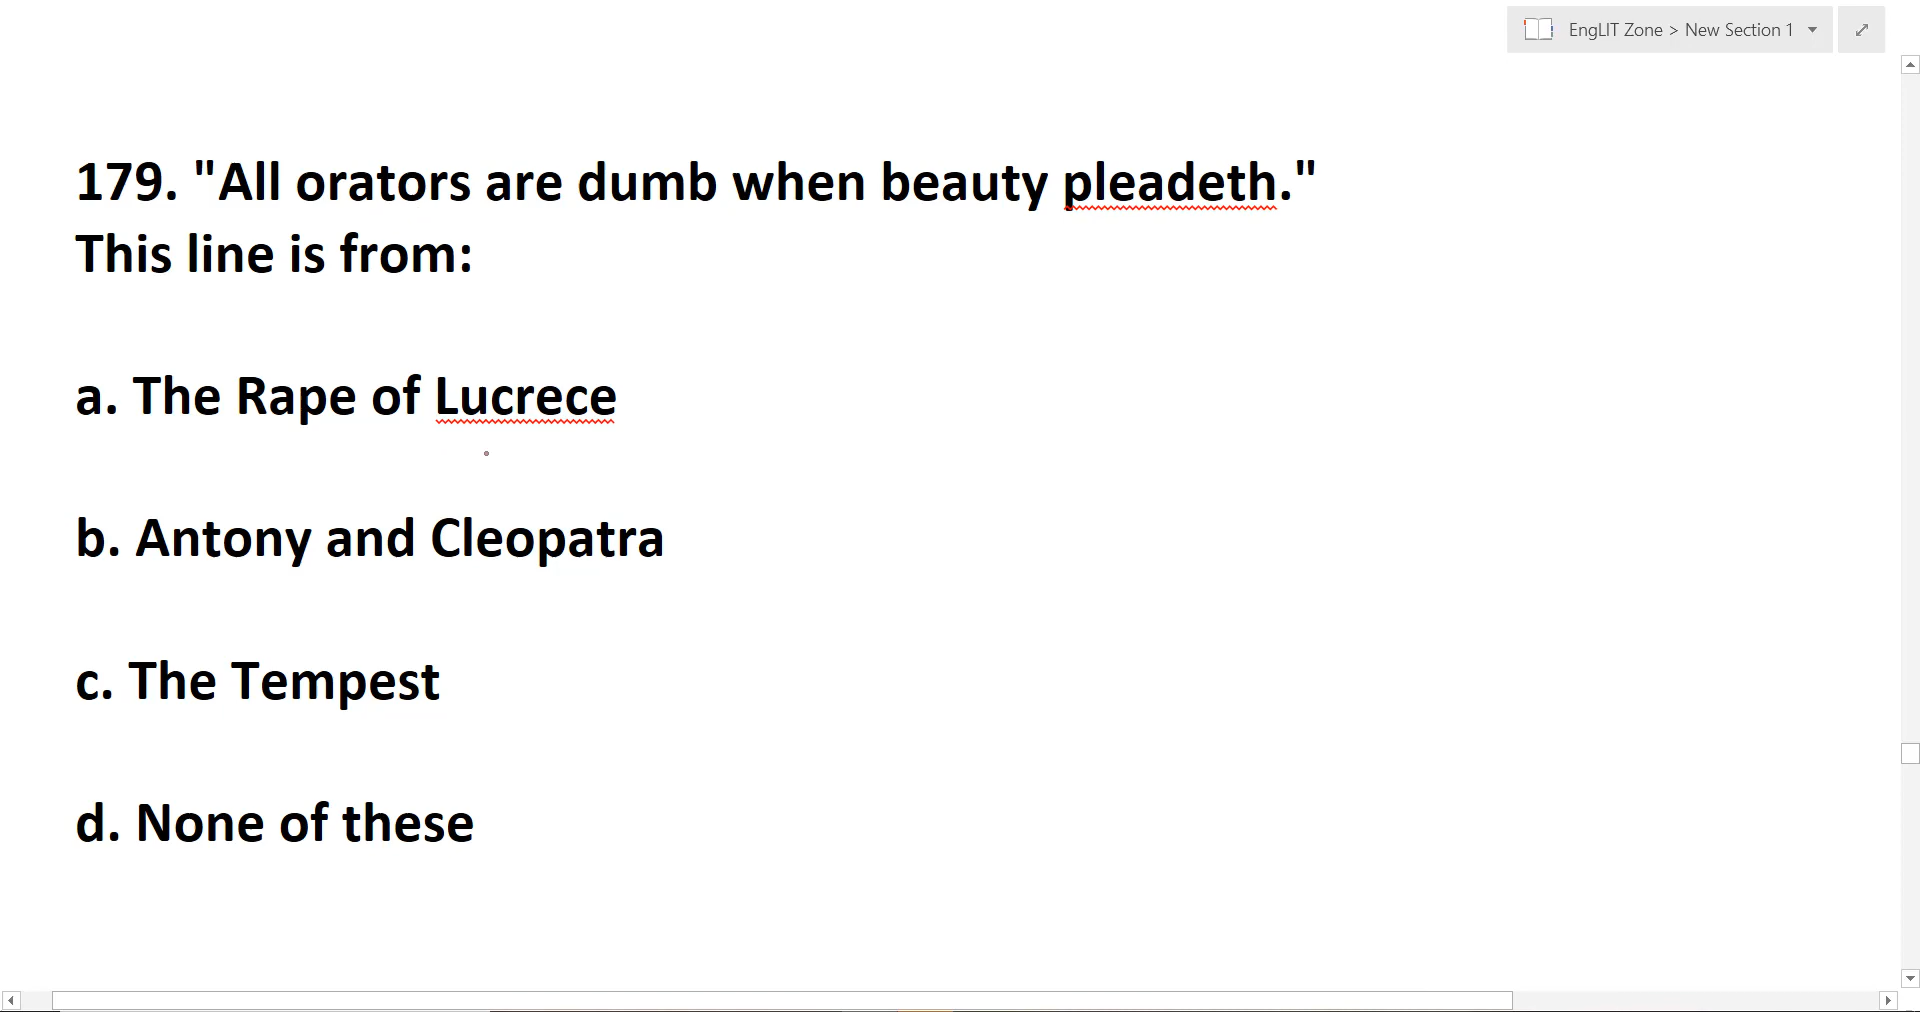 EngLIT Zone > New Section 1
179. "All orators are dumb when beauty pleadeth."
This line is from:
a. The Rape of Lucrece
b. Antony and Cleopatra
c. The Tempest
d. None of these